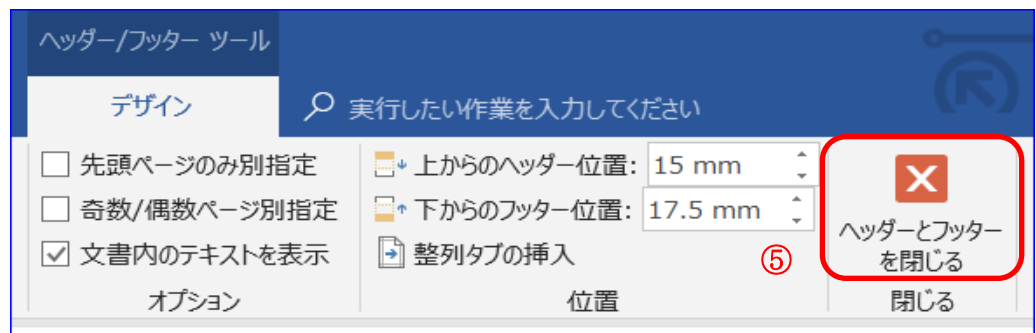 ヘッダー/フッター ツール
デザイン 実行したい作業を入力してください
先頭ページのみ別指定 上からのヘッダー位置: 15 mm
奇数/偶数ページ別指定 下からのフッター位置: 17.5 mm
文書内のテキストを表示 整列タブの挿入 ⑤
ヘッダーとフッター
を閉じる
オプション 位置 閉じる